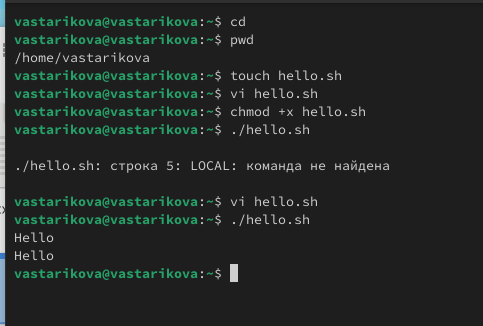 vastarikova@vastarikova:~$ cd
vastarikova@vastarikova:~$ pwd
/home/vastarikova
vastarikova@vastarikova:~$ touch hello.sh
vastarikova@vastarikova:~$ vi hello.sh
vastarikova@vastarikova:~$ chmod +x hello.sh
vastarikova@vastarikova:~$ ./hello.sh
./hello.sh: строка 5: LOCAL: команда не найдена
vastarikova@vastarikova:~$ vi hello.sh
vastarikova@vastarikova:~$ ./hello.sh
Hello
Hello
vastarikova@vastarikova:~$